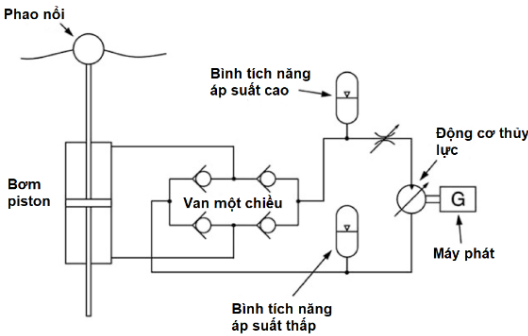 Phao nổi
Bình tích năng
áp suất cao
Động cơ thủy
lực
Bơm
piston
Van một chiều
G
Máy phát
Bình tích năng
áp suất thấp